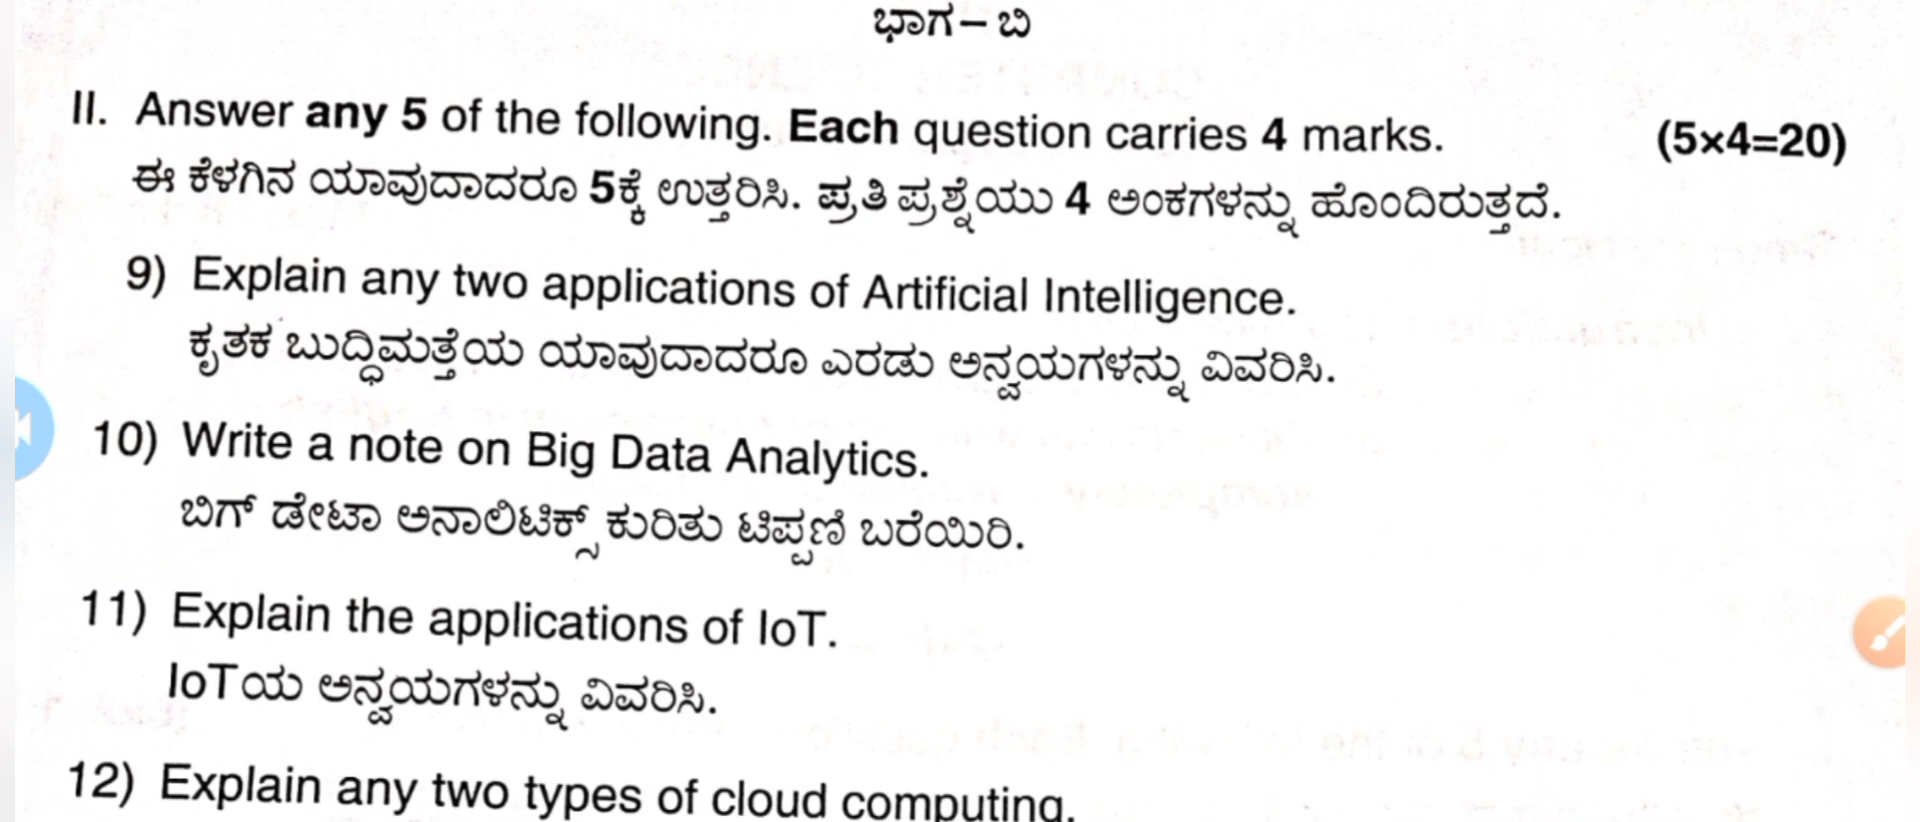 ಭಾಗ – ಬಿ
II. Answer any 5 of the following. Each question carries 4 marks. (5×4=20)
ಈ ಕೆಳಗಿನ ಯಾವುದಾದರೂ 5ಕ್ಕೆ ಉತ್ತರಿಸಿ. ಪ್ರತಿ ಪ್ರಶ್ನೆಯು 4 ಅಂಕಗಳನ್ನು ಹೊಂದಿರುತ್ತದೆ.
9) Explain any two applications of Artificial Intelligence.
ಕೃತಕ ಬುದ್ಧಿಮತ್ತೆಯ ಯಾವುದಾದರೂ ಎರಡು ಅನ್ವಯಗಳನ್ನು ವಿವರಿಸಿ.
10) Write a note on Big Data Analytics.
ಬಿಗ್ ಡೇಟಾ ಅನಾಲಿಟಿಕ್ಸ್ ಕುರಿತು ಟಿಪ್ಪಣಿ ಬರೆಯಿರಿ.
11) Explain the applications of IoT.
IoTಯ ಅನ್ವಯಗಳನ್ನು ವಿವರಿಸಿ.
12) Explain any two types of cloud computing.